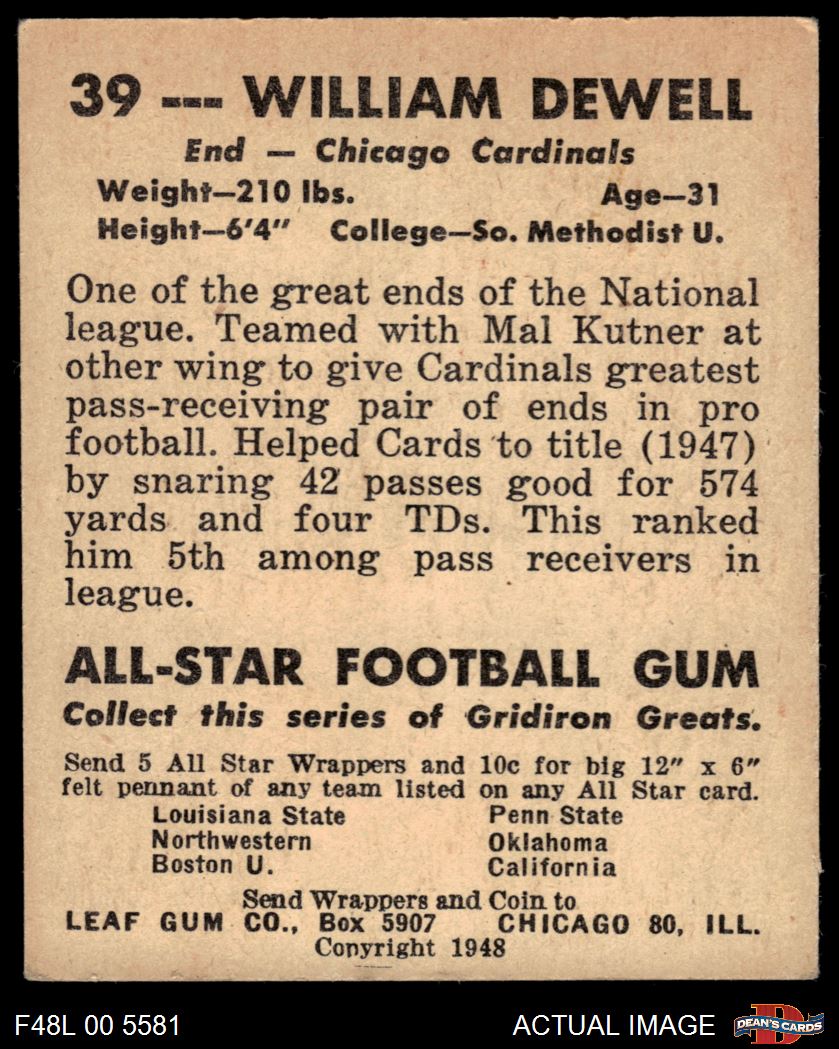 39 --- WILLIAM DEWELL
End — Chicago Cardinals
Weight—210 lbs. Age—31
Height—6'4" College—So. Methodist U.
One of the great ends of the National
league. Teamed with Mal Kutner at
other wing to give Cardinals greatest
pass-receiving pair of ends in pro
football. Helped Cards to title (1947)
by snaring 42 passes good for 574
yards and four TDs. This ranked
him 5th among pass receivers in
league.
ALL-STAR FOOTBALL GUM
Collect this series of Gridiron Greats.
Send 5 All Star Wrappers and 10c for big 12" x 6"
felt pennant of any team listed on any All Star card.
Louisiana State Penn State
Northwestern Oklahoma
Boston U. California
Send Wrappers and Coin to
LEAF GUM CO., Box 5907 CHICAGO 80, ILL.
Copyright 1948
F48L 00 5581 ACTUAL IMAGE D DEAN'S CARDS